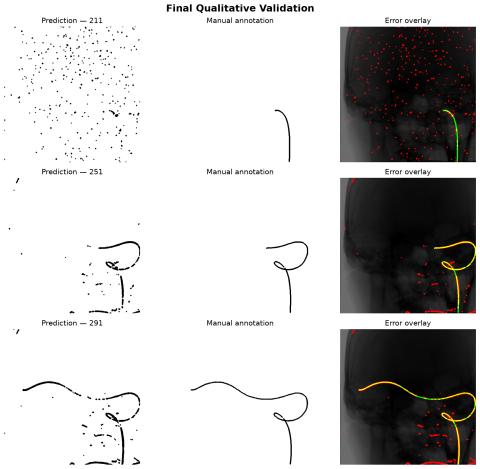 Final Qualitative Validation
Prediction — 211
Manual annotation
Error overlay
Prediction — 251
Manual annotation
Error overlay
Prediction — 291
Manual annotation
Error overlay